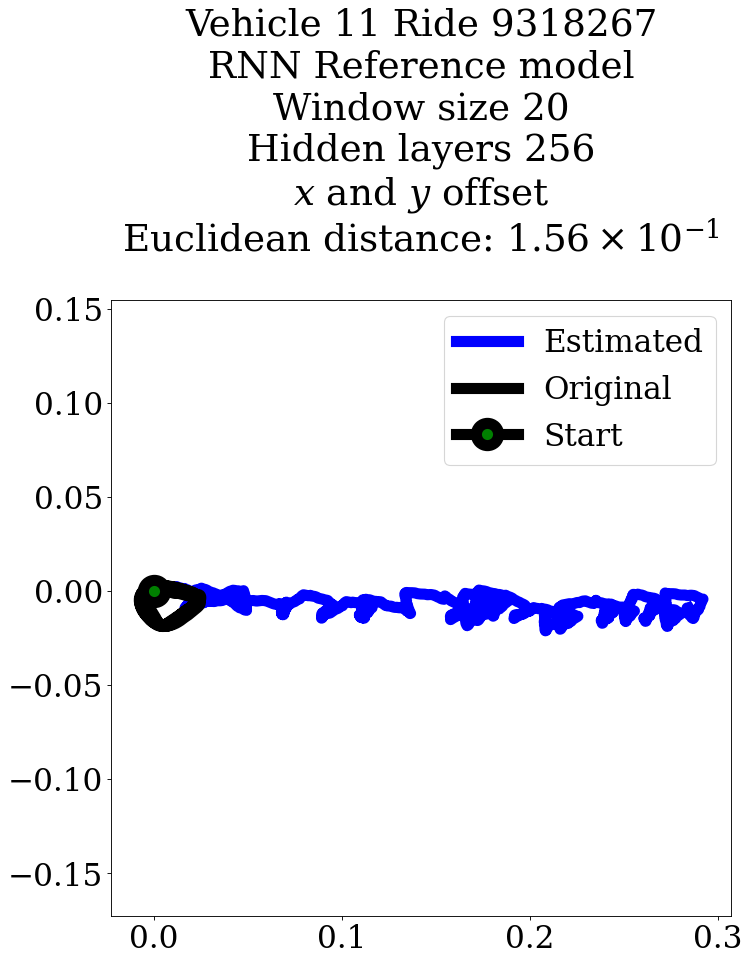 Vehicle 11 Ride 9318267
RNN Reference model
Window size 20
Hidden layers 256
x and y offset
Euclidean distance: 1.56 × 10⁻¹
Estimated
Original
Start
0.15
0.10
0.05
0.00
−0.05
−0.10
−0.15
0.0 0.1 0.2 0.3